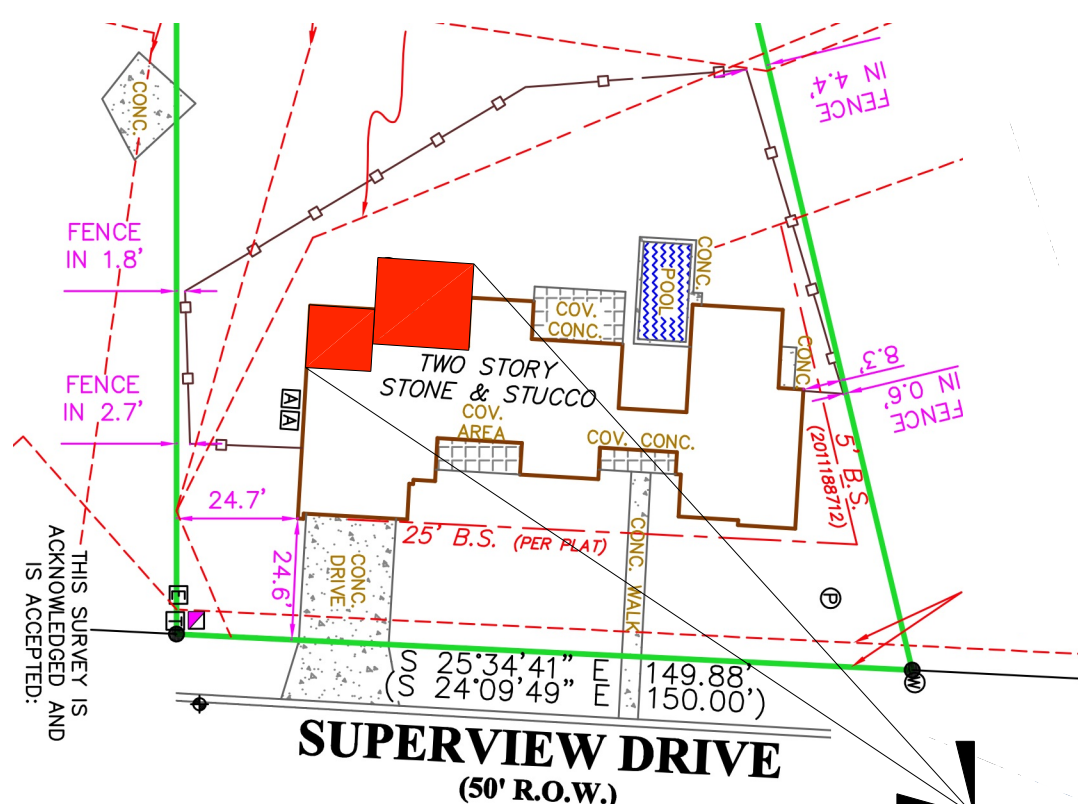 CONC.
FENCE
IN 4.4'
FENCE
IN 1.8'
CONC.
POOL
COV.
CONC.
TWO STORY
STONE & STUCCO
CONC.
8.3'
FENCE
IN 0.6'
FENCE
IN 2.7'
A
A
COV.
AREA
COV. CONC.
5' B.S.
(2011188712)
24.7'
25' B.S. (PER PLAT)
24.6'
CONC.
DRIVE
CONC. WALK
THIS SURVEY IS
ACKNOWLEDGED AND
IS ACCEPTED:
E
T
P
W
S 25°34'41" E 149.88'
(S 24°09'49" E 150.00')
SUPERVIEW DRIVE
(50' R.O.W.)